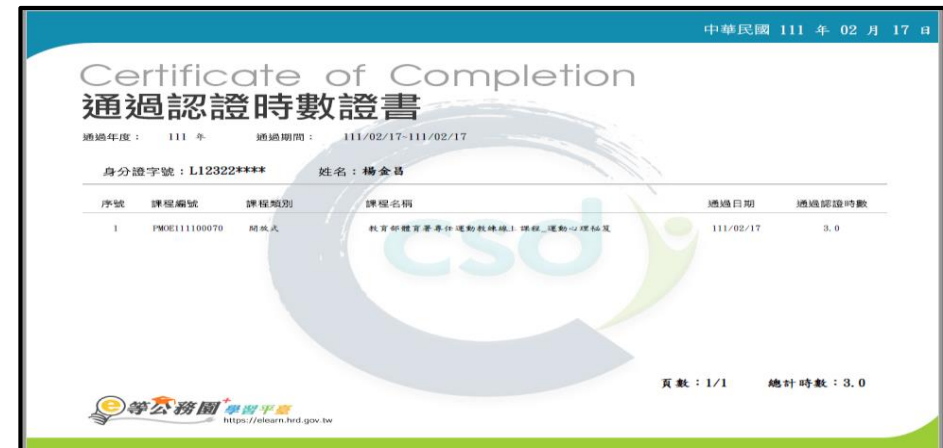 中華民國 111 年 02 月 17 日
Certificate of Completion
通過認證時數證書
通過年度： 111 年 通過期間： 111/02/17~111/02/17
身分證字號：L12322**** 姓名：楊金昌
序號 課程編號 課程類別 課程名稱 通過日期 通過認證時數
1 PMOE111100070 開放式 教育部體育署專任運動教練線上課程_運動心理秘笈 111/02/17 3.0
csdi
頁數：1/1 總計時數：3.0
e等公務園+學習平臺
https://elearn.hrd.gov.tw